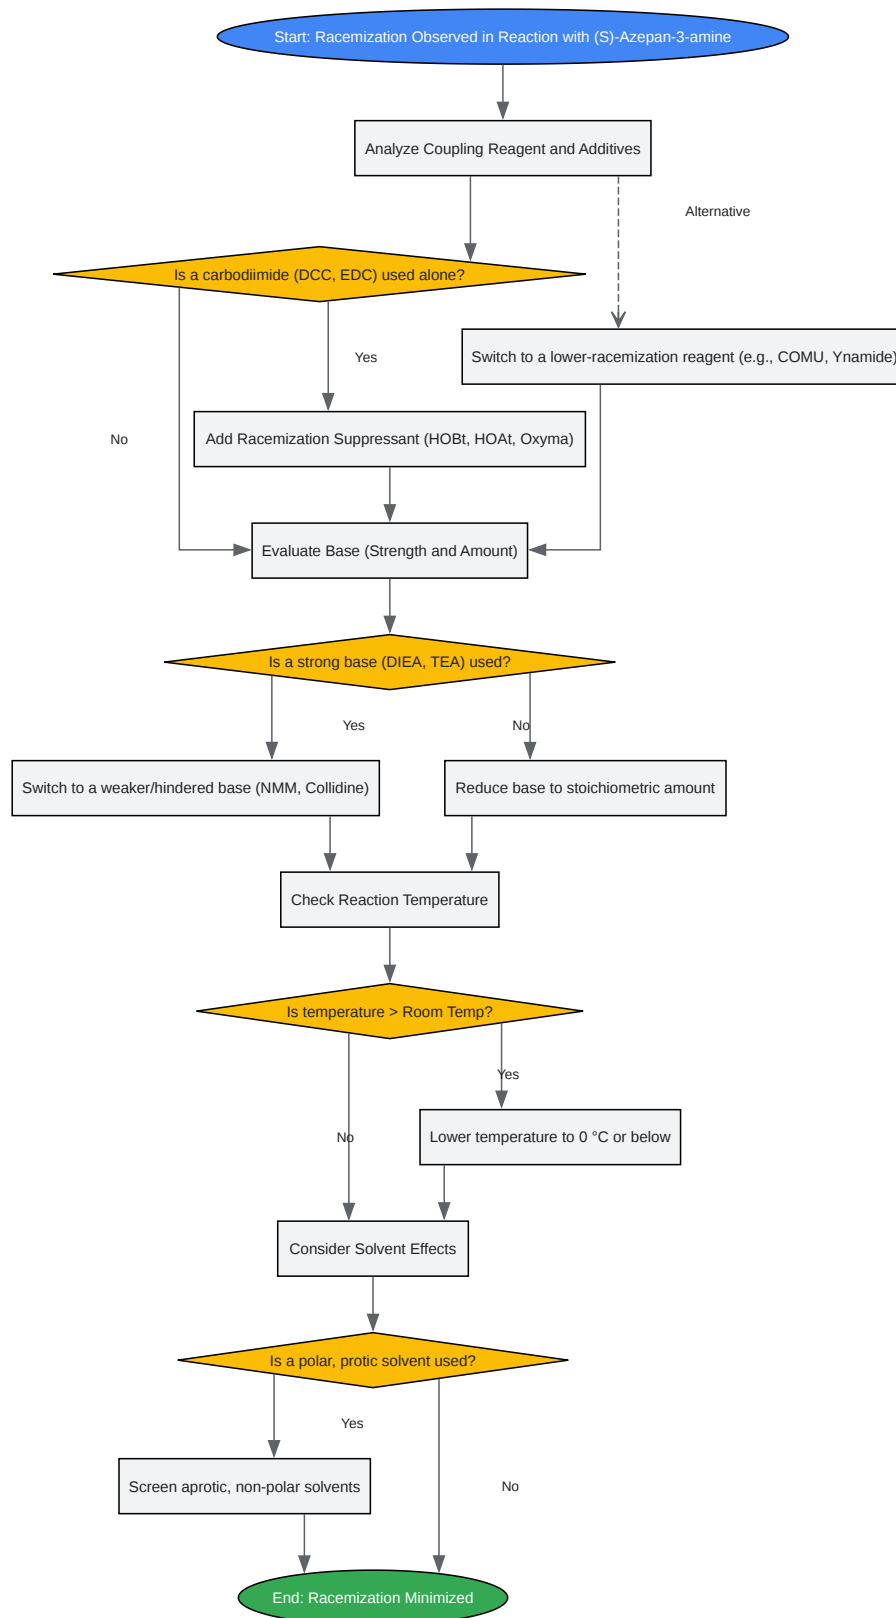 Start: Racemization Observed in Reaction with (S)-Azepan-3-amine
Analyze Coupling Reagent and Additives
Alternative
Is a carbodiimide (DCC, EDC) used alone?
Yes
Switch to a lower-racemization reagent (e.g., COMU, Ynamide)
No
Add Racemization Suppressant (HOBt, HOAt, Oxyma)
Evaluate Base (Strength and Amount)
Is a strong base (DIEA, TEA) used?
Yes
No
Switch to a weaker/hindered base (NMM, Collidine)
Reduce base to stoichiometric amount
Check Reaction Temperature
Is temperature > Room Temp?
Yes
No
Lower temperature to 0 °C or below
Consider Solvent Effects
Is a polar, protic solvent used?
Yes
Screen aprotic, non-polar solvents
No
End: Racemization Minimized